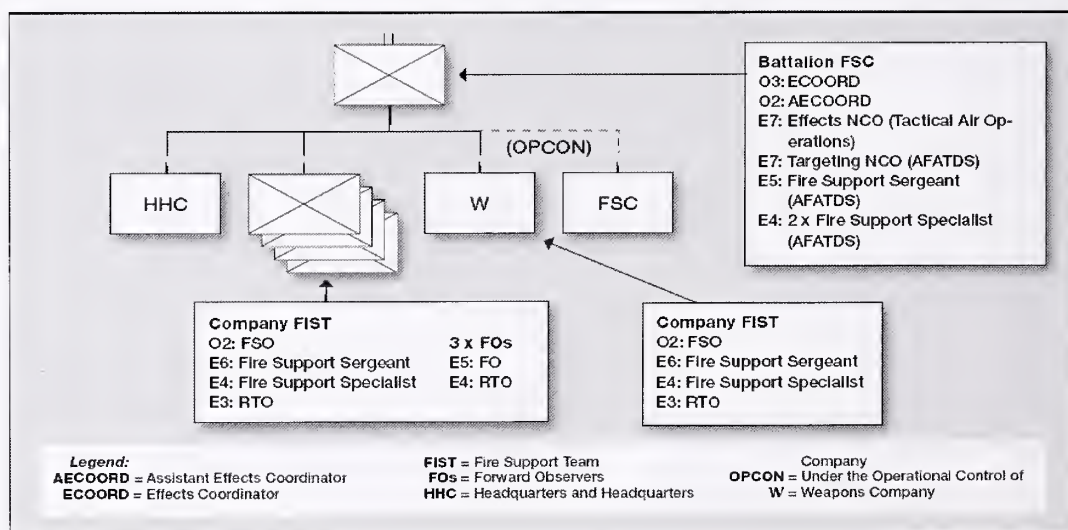 Battalion FSC
O3: ECOORD
O2: AECOORD
E7: Effects NCO (Tactical Air Op-
erations)
E7: Targeting NCO (AFATDS)
E5: Fire Support Sergeant
(AFATDS)
E4: 2 x Fire Support Specialist
(AFATDS)
(OPCON)
HHC
W
FSC
Company FIST
O2: FSO
E6: Fire Support Sergeant
E4: Fire Support Specialist
E3: RTO
3 x FOs
E5: FO
E4: RTO
Company FIST
O2: FSO
E6: Fire Support Sergeant
E4: Fire Support Specialist
E3: RTO
Legend:
AECOORD = Assistant Effects Coordinator
ECOORD = Effects Coordinator
FIST = Fire Support Team
FOs = Forward Observers
HHC = Headquarters and Headquarters
Company
OPCON = Under the Operational Control of
W = Weapons Company